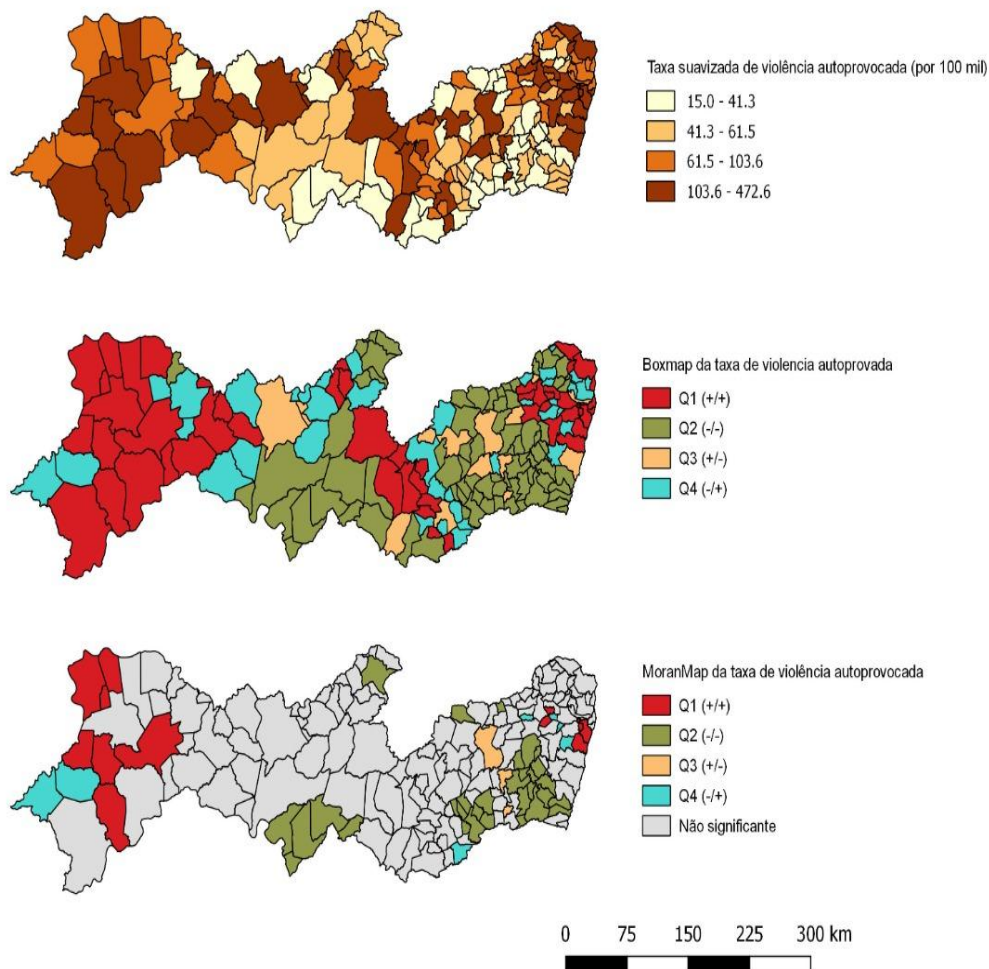 Taxa suavizada de violência autoprovocada (por 100 mil)
15.0 - 41.3
41.3 - 61.5
61.5 - 103.6
103.6 - 472.6
Boxmap da taxa de violencia autoprovada
Q1 (+/+)
Q2 (-/-)
Q3 (+/-)
Q4 (-/+)
MoranMap da taxa de violência autoprovocada
Q1 (+/+)
Q2 (-/-)
Q3 (+/-)
Q4 (-/+)
Não significante
0 75 150 225 300 km